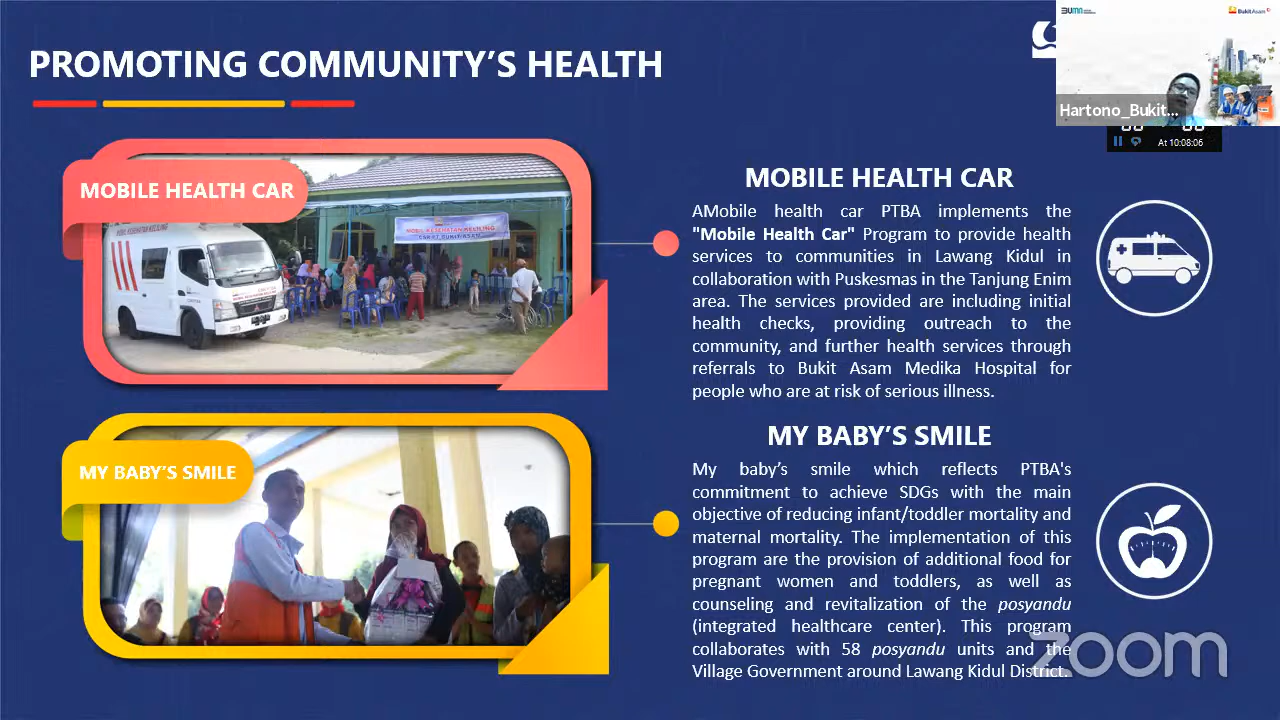 PROMOTING COMMUNITY'S HEALTH
BUMN
BukitAsam
Hartono_Bukit...
At 10:08:06
MOBILE HEALTH CAR
MOBIL KESEHATAN KELILING
MOBILE HEALTH CAR
AMobile health car PTBA implements the
"Mobile Health Car" Program to provide health
services to communities in Lawang Kidul in
collaboration with Puskesmas in the Tanjung Enim
area. The services provided are including initial
health checks, providing outreach to the
community, and further health services through
referrals to Bukit Asam Medika Hospital for
people who are at risk of serious illness.
MY BABY'S SMILE
MY BABY'S SMILE
My baby's smile which reflects PTBA's
commitment to achieve SDGs with the main
objective of reducing infant/toddler mortality and
maternal mortality. The implementation of this
program are the provision of additional food for
pregnant women and toddlers, as well as
counseling and revitalization of the posyandu
(integrated healthcare center). This program
collaborates with 58 posyandu units and the
Village Government around Lawang Kidul District.
zoom